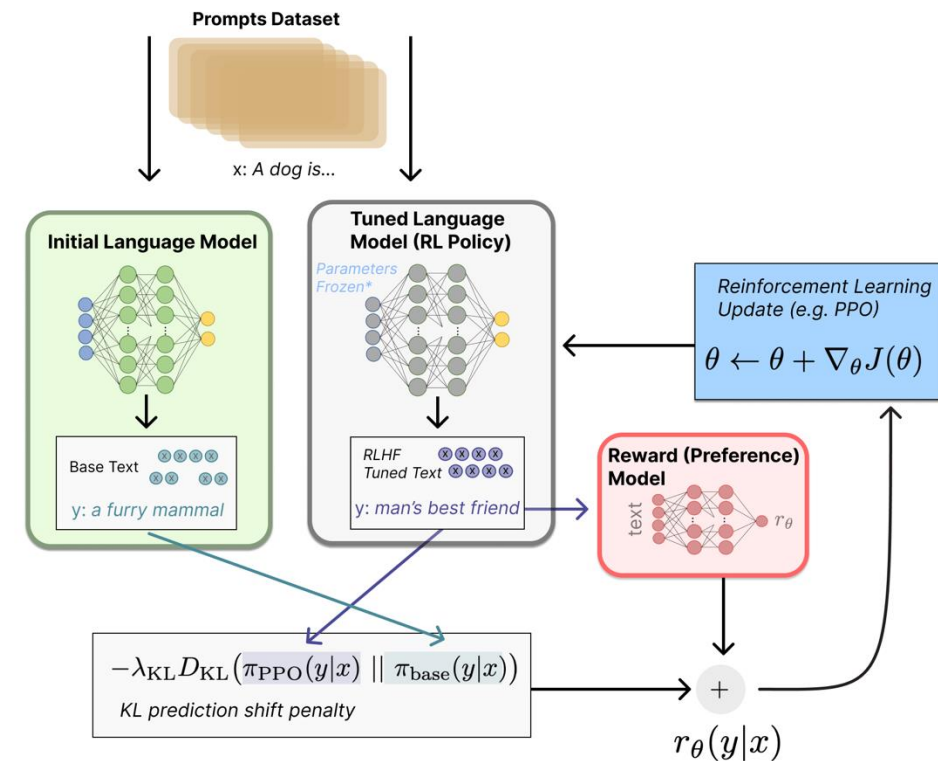 Prompts Dataset
x: A dog is...
Initial Language Model
Base Text
x x x x
x x x x
y: a furry mammal
Tuned Language
Model (RL Policy)
Parameters
Frozen*
RLHF
Tuned Text
x x x x
x x x x
y: man's best friend
Reinforcement Learning
Update (e.g. PPO)
θ ← θ + ∇θJ(θ)
Reward (Preference)
Model
text
rθ
−λKL DKL(πPPO(y|x) || πbase(y|x))
KL prediction shift penalty
+
rθ(y|x)